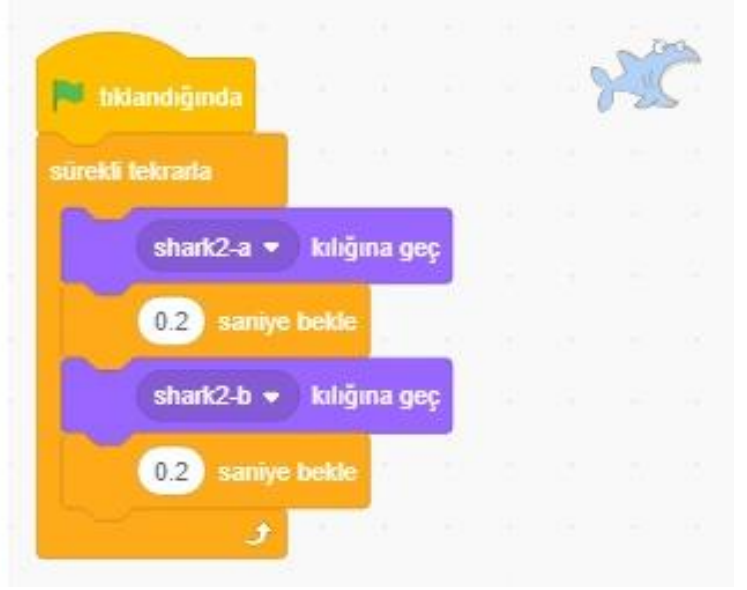 tıklandığında
sürekli tekrarla
shark2-a kılığına geç
0.2 saniye bekle
shark2-b kılığına geç
0.2 saniye bekle